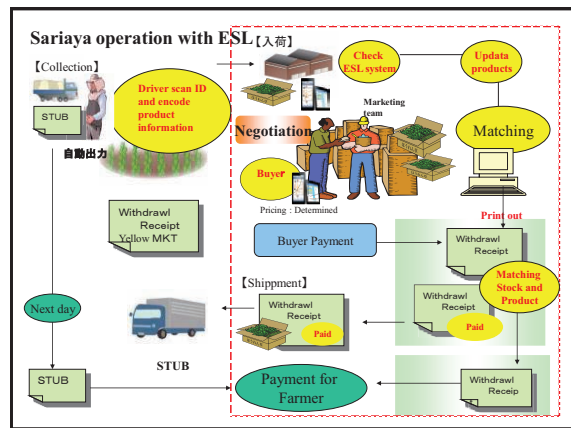 Sariaya operation with ESL
【入荷】
【Collection】
Check
ESL system
Updata
products
Driver scan ID
and encode
product
information
STUB
自動出力
Marketing
team
Negotiation
Matching
Buyer
Pricing : Determined
Print out
Withdrawl
Receipt
Yellow MKT
Buyer Payment
Withdrawl
Receipt
Matching
Stock and
Product
【Shippment】
Next day
Withdrawl
Receipt
Paid
Withdrawl
Receipt
Paid
STUB
STUB
Payment for
Farmer
Withdrawl
Receip